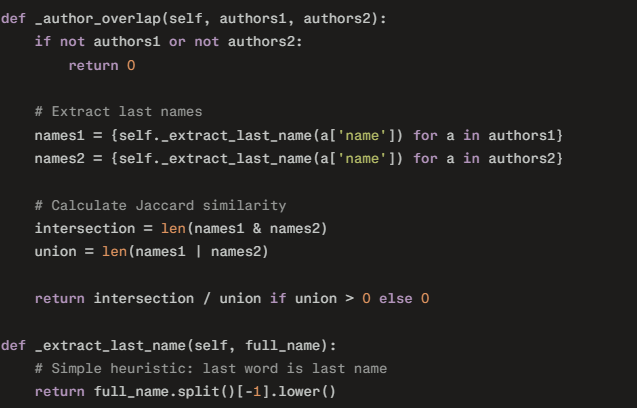 def _author_overlap(self, authors1, authors2):
    if not authors1 or not authors2:
        return 0

    # Extract last names
    names1 = {self._extract_last_name(a['name']) for a in authors1}
    names2 = {self._extract_last_name(a['name']) for a in authors2}

    # Calculate Jaccard similarity
    intersection = len(names1 & names2)
    union = len(names1 | names2)

    return intersection / union if union > 0 else 0

def _extract_last_name(self, full_name):
    # Simple heuristic: last word is last name
    return full_name.split()[-1].lower()